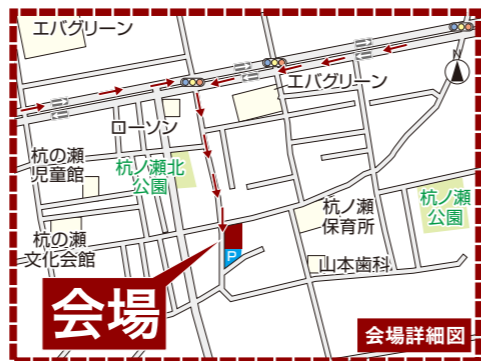 エバグリーン
N
エバグリーン
ローソン
杭の瀬
児童館
杭ノ瀬北
公園
杭ノ瀬
公園
杭ノ瀬
保育所
杭の瀬
文化会館
P
山本歯科
会場
会場詳細図